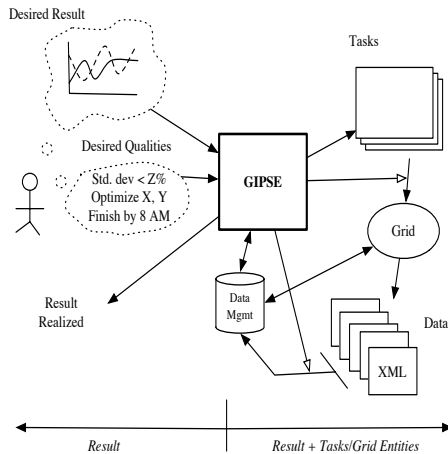 Desired Result
Tasks
Desired Qualities
Std. dev < Z%
Optimize X, Y
Finish by 8 AM
GIPSE
Grid
Result
Realized
Data
Mgmt
Data
XML
Result
Result + Tasks/Grid Entities